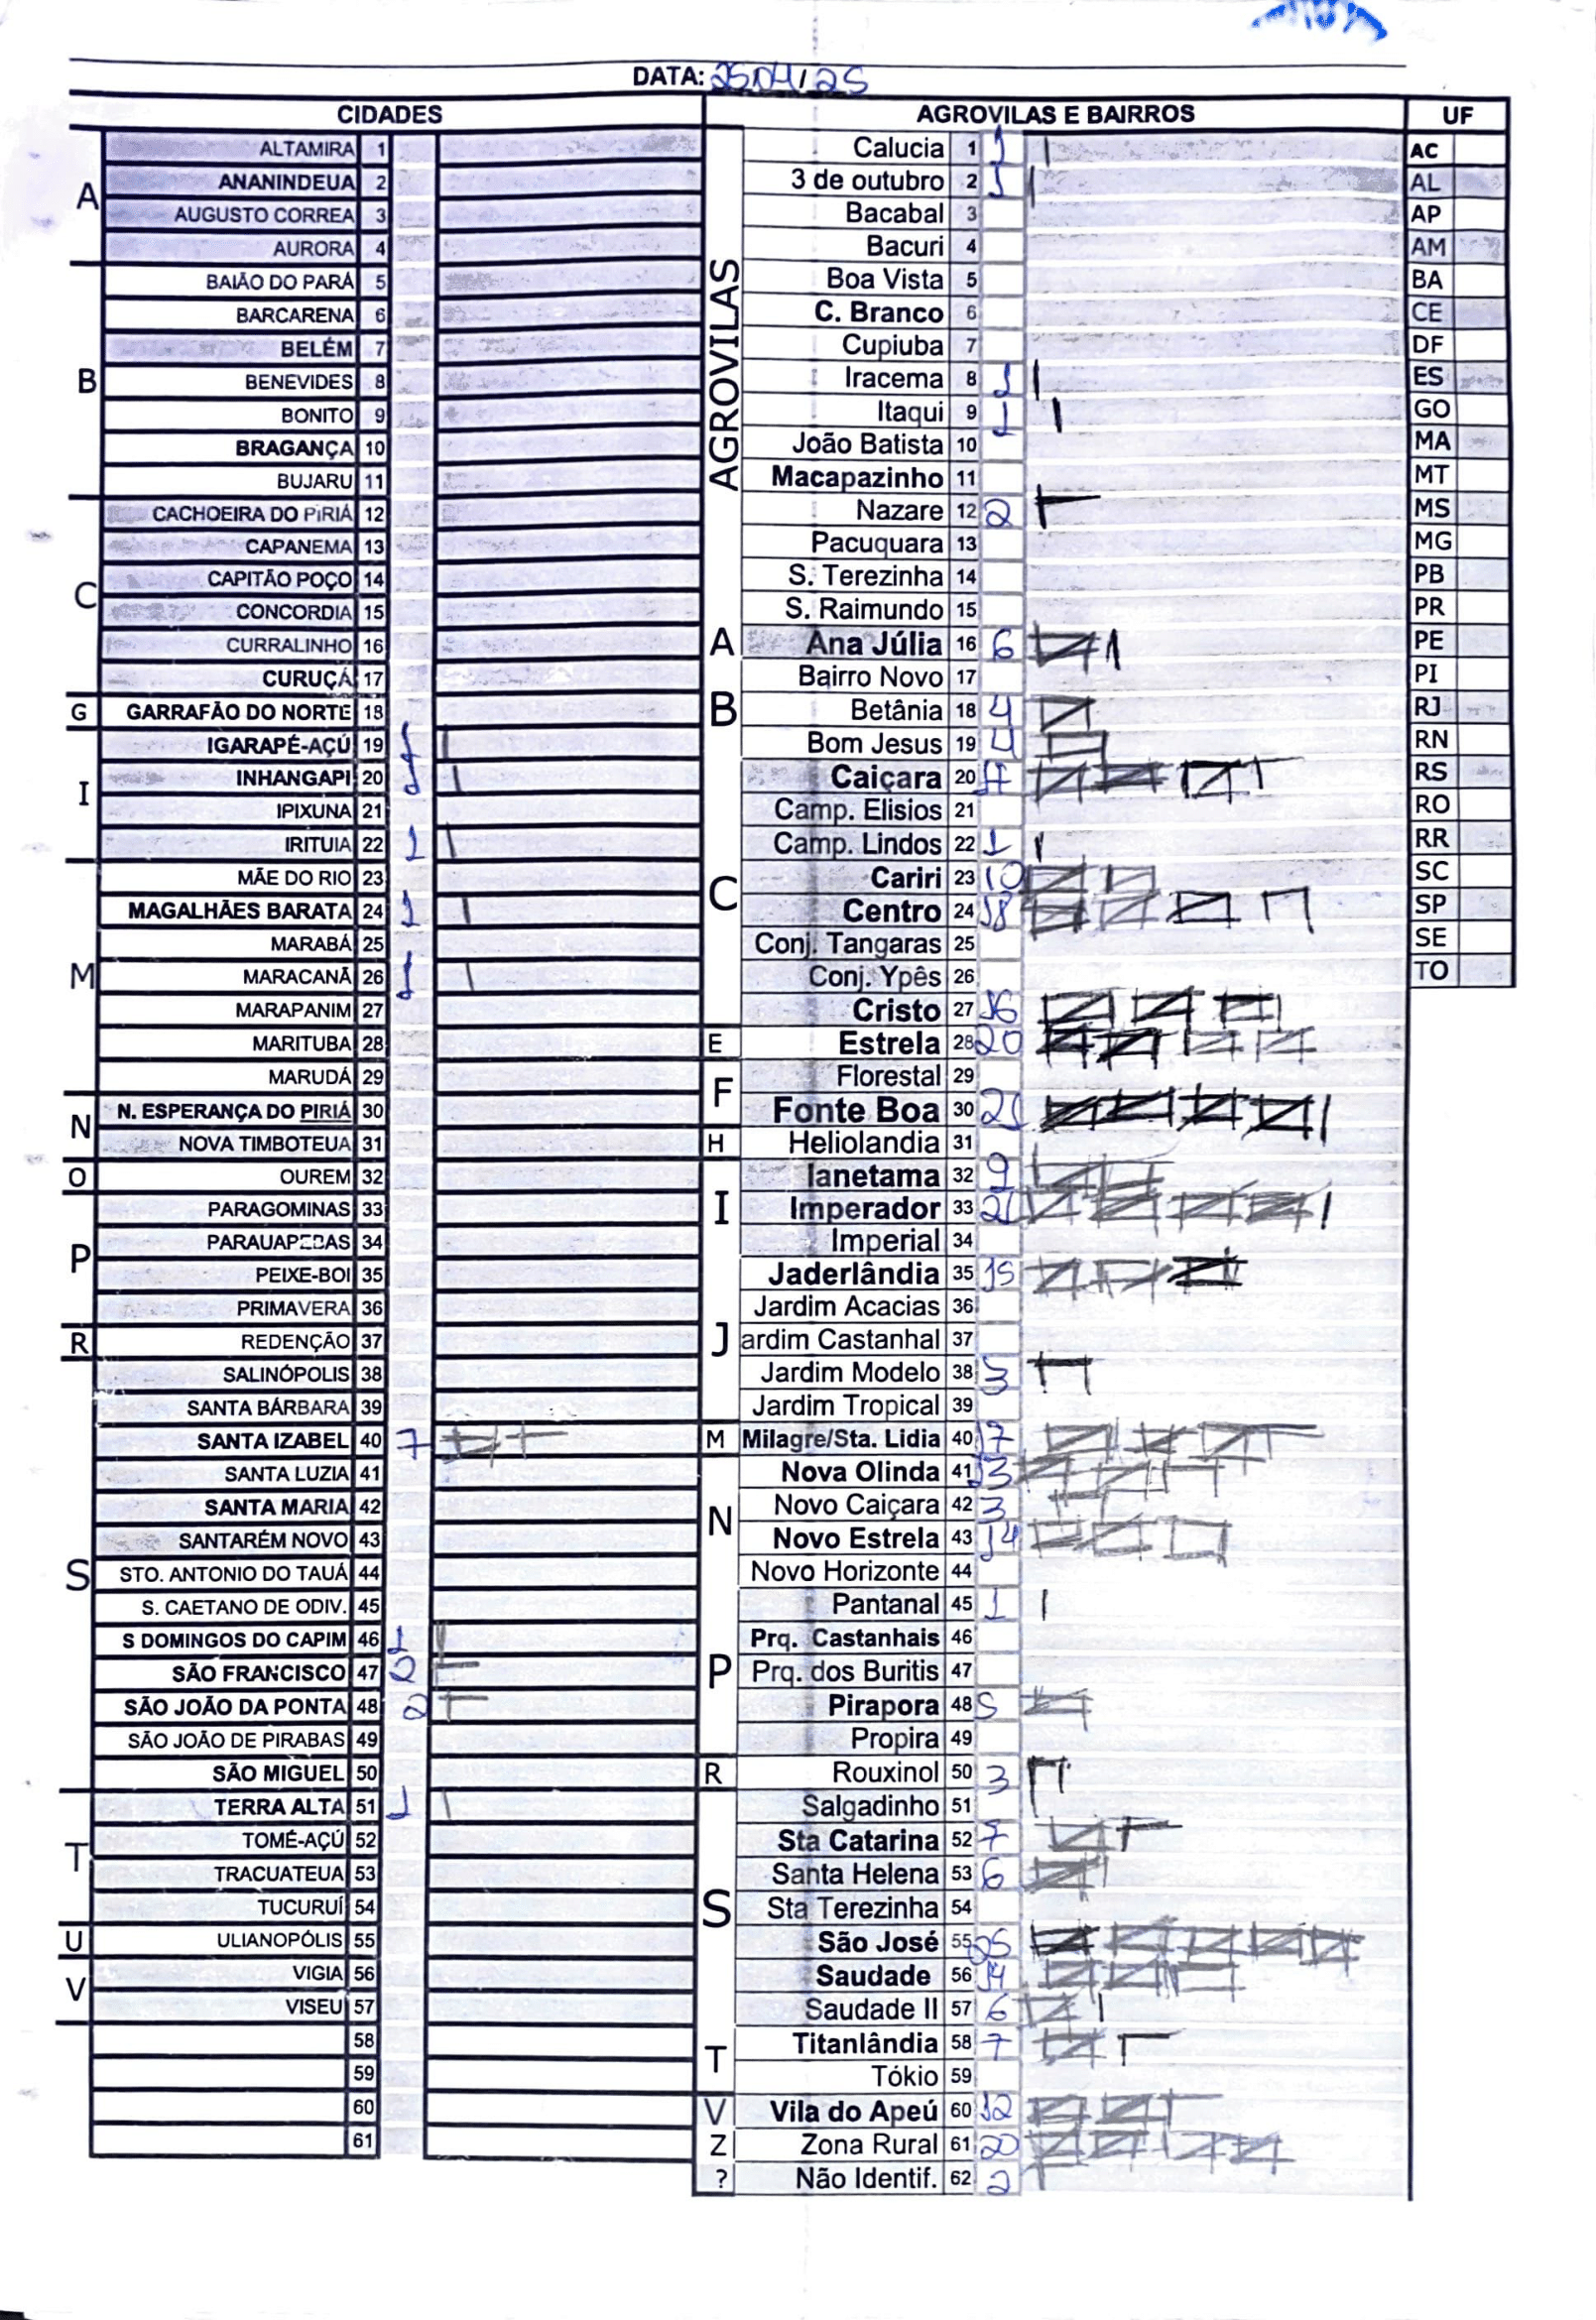 DATA: 25/04/25
CIDADES
A
ALTAMIRA 1
ANANINDEUA 2
AUGUSTO CORREA 3
AURORA 4
B
BAIÃO DO PARÁ 5
BARCARENA 6
BELÉM 7
BENEVIDES 8
BONITO 9
BRAGANÇA 10
BUJARU 11
C
CACHOEIRA DO PIRIÁ 12
CAPANEMA 13
CAPITÃO POÇO 14
CONCORDIA 15
CURRALINHO 16
CURUÇÁ 17
G
GARRAFÃO DO NORTE 18
I
IGARAPÉ-AÇÚ 19 1
INHANGAPI 20 1
IPIXUNA 21
IRITUIA 22 1
M
MÃE DO RIO 23
MAGALHÃES BARATA 24 1
MARABÁ 25
MARACANÃ 26 1
MARAPANIM 27
MARITUBA 28
MARUDÁ 29
N
N. ESPERANÇA DO PIRIÁ 30
NOVA TIMBOTEUA 31
O
OUREM 32
P
PARAGOMINAS 33
PARAUAPEBAS 34
PEIXE-BOI 35
PRIMAVERA 36
R
REDENÇÃO 37
S
SALINÓPOLIS 38
SANTA BÁRBARA 39
SANTA IZABEL 40 7
SANTA LUZIA 41
SANTA MARIA 42
SANTARÉM NOVO 43
STO. ANTONIO DO TAUÁ 44
S. CAETANO DE ODIV. 45
S DOMINGOS DO CAPIM 46 1
SÃO FRANCISCO 47 2
SÃO JOÃO DA PONTA 48 2
SÃO JOÃO DE PIRABAS 49
SÃO MIGUEL 50
T
TERRA ALTA 51 1
TOMÉ-AÇÚ 52
TRACUATEUA 53
TUCURUÍ 54
U
ULIANOPÓLIS 55
V
VIGIA 56
VISEU 57
58
59
60
61
AGROVILAS E BAIRROS
AGROVILAS
Calucia 1 1
3 de outubro 2 1
Bacabal 3
Bacuri 4
Boa Vista 5
C. Branco 6
Cupiuba 7
Iracema 8 1
Itaqui 9 1
João Batista 10
Macapazinho 11
Nazare 12 2
Pacuquara 13
S. Terezinha 14
S. Raimundo 15
A
Ana Júlia 16 6
B
Bairro Novo 17
Betânia 18 4
Bom Jesus 19 4
C
Caiçara 20 17
Camp. Elisios 21
Camp. Lindos 22 1
Cariri 23 10
Centro 24 18
Conj. Tangaras 25
Conj. Ypês 26
Cristo 27 16
E
Estrela 28 20
F
Florestal 29
Fonte Boa 30 21
H
Heliolandia 31
I
Ianetama 32 9
Imperador 33 21
Imperial 34
J
Jaderlândia 35 15
Jardim Acacias 36
ardim Castanhal 37
Jardim Modelo 38 3
Jardim Tropical 39
M
Milagre/Sta. Lidia 40 17
N
Nova Olinda 41 13
Novo Caiçara 42 3
Novo Estrela 43 14
Novo Horizonte 44
P
Pantanal 45 1
Prq. Castanhais 46
Prq. dos Buritis 47
Pirapora 48 5
Propira 49
R
Rouxinol 50 3
S
Salgadinho 51
Sta Catarina 52 7
Santa Helena 53 6
Sta Terezinha 54
São José 55 25
Saudade 56 14
Saudade II 57 6
T
Titanlândia 58 7
Tókio 59
V
Vila do Apeú 60 12
Z
Zona Rural 61 20
?
Não Identif. 62 2
UF
AC
AL
AP
AM
BA
CE
DF
ES
GO
MA
MT
MS
MG
PB
PR
PE
PI
RJ
RN
RS
RO
RR
SC
SP
SE
TO